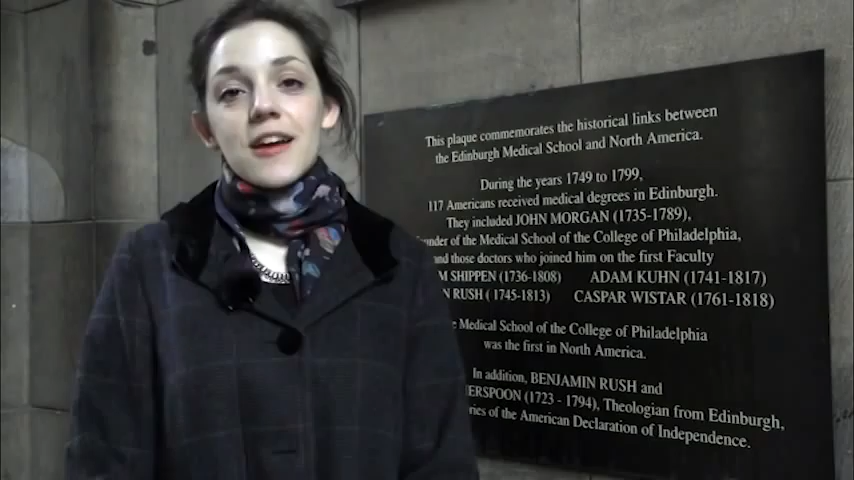 This plaque commemorates the historical links between
the Edinburgh Medical School and North America.
During the years 1749 to 1799,
117 Americans received medical degrees in Edinburgh.
They included JOHN MORGAN (1735-1789),
under of the Medical School of the College of Philadelphia,
and those doctors who joined him on the first Faculty
M SHIPPEN (1736-1808) ADAM KUHN (1741-1817)
N RUSH ( 1745-1813) CASPAR WISTAR (1761-1818)
e Medical School of the College of Philadelphia
was the first in North America.
In addition, BENJAMIN RUSH and
ERSPOON (1723 - 1794), Theologian from Edinburgh,
ries of the American Declaration of Independence.